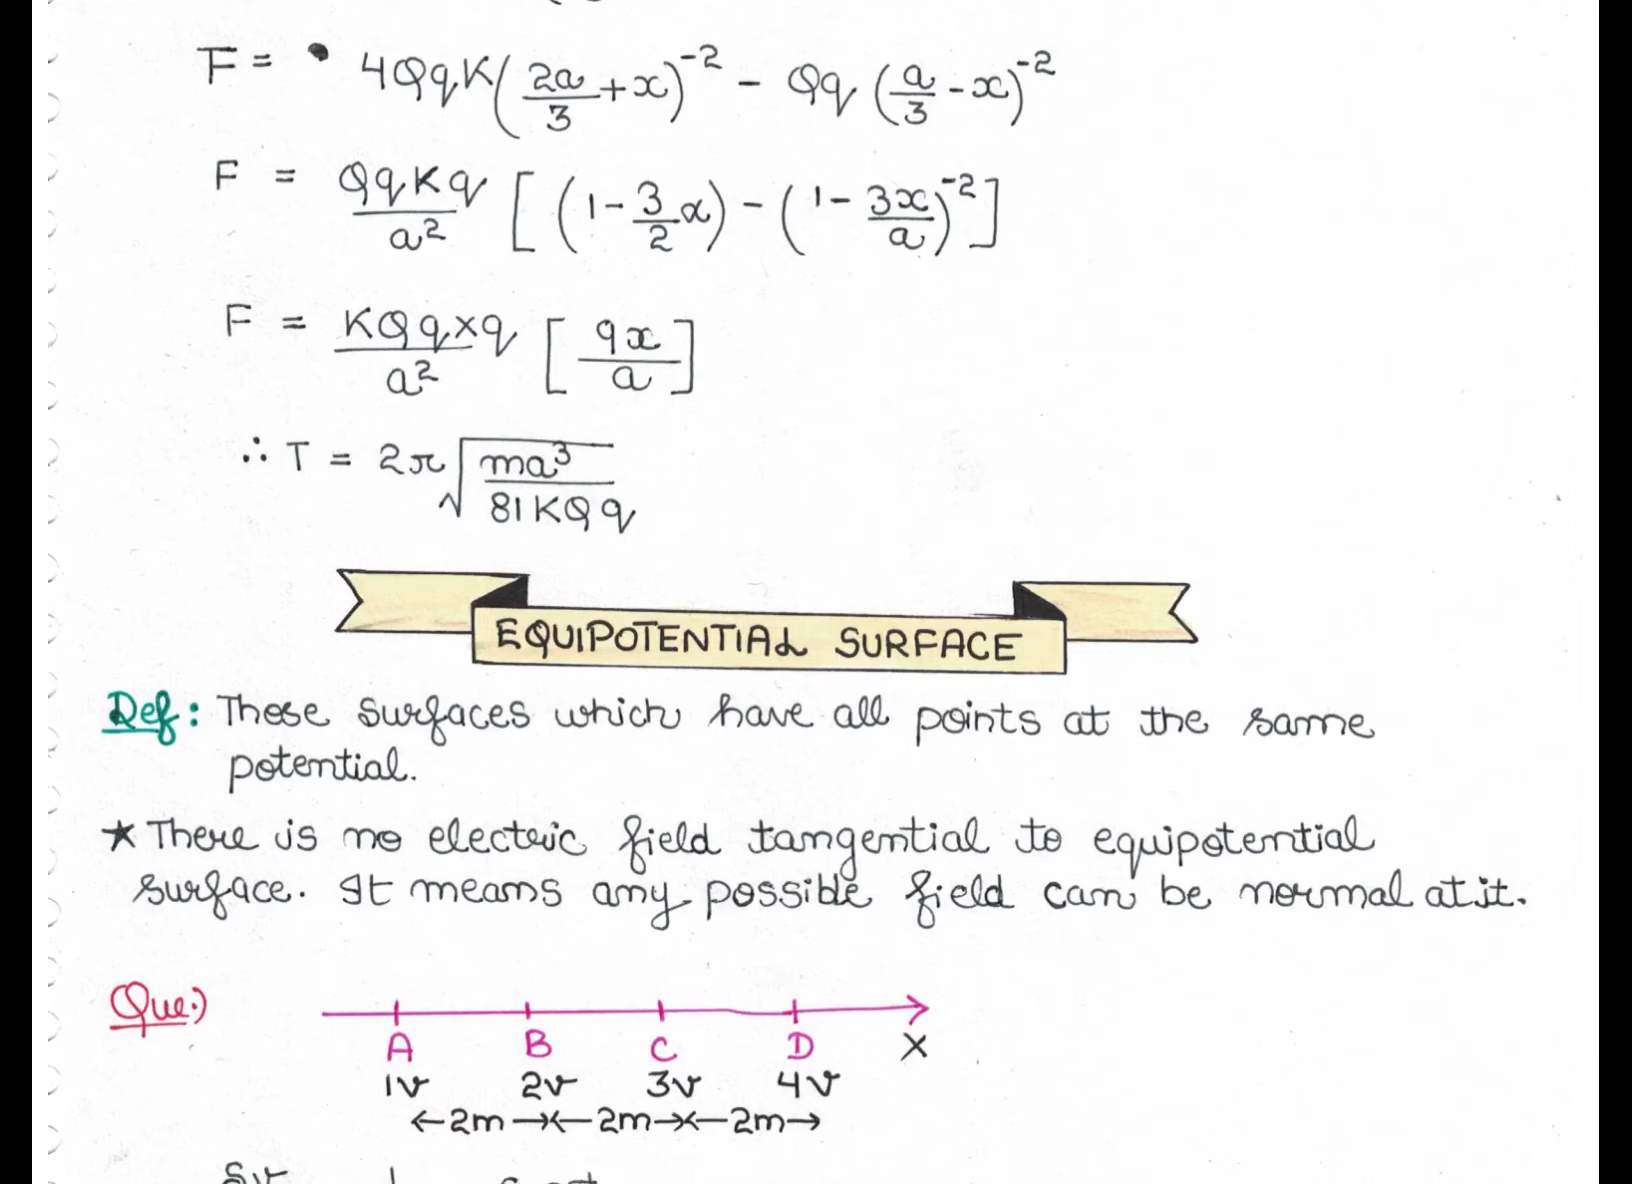 F = 4QqK(2a/3 + x)^-2 - Qq (a/3 - x)^-2
F = QqKq/a² [(1 - 3/2 x) - (1 - 3x/a)^-2]
F = KQq×q/a² [9x/a]
∴ T = 2π √(ma³/81KQq)
EQUIPOTENTIAL SURFACE
Def: These surfaces which have all points at the same
potential.
★ There is no electric field tangential to equipotential
surface. It means any possible field can be normal at it.
Que:)
A B C D X
1v 2v 3v 4v
←2m→←2m→←2m→